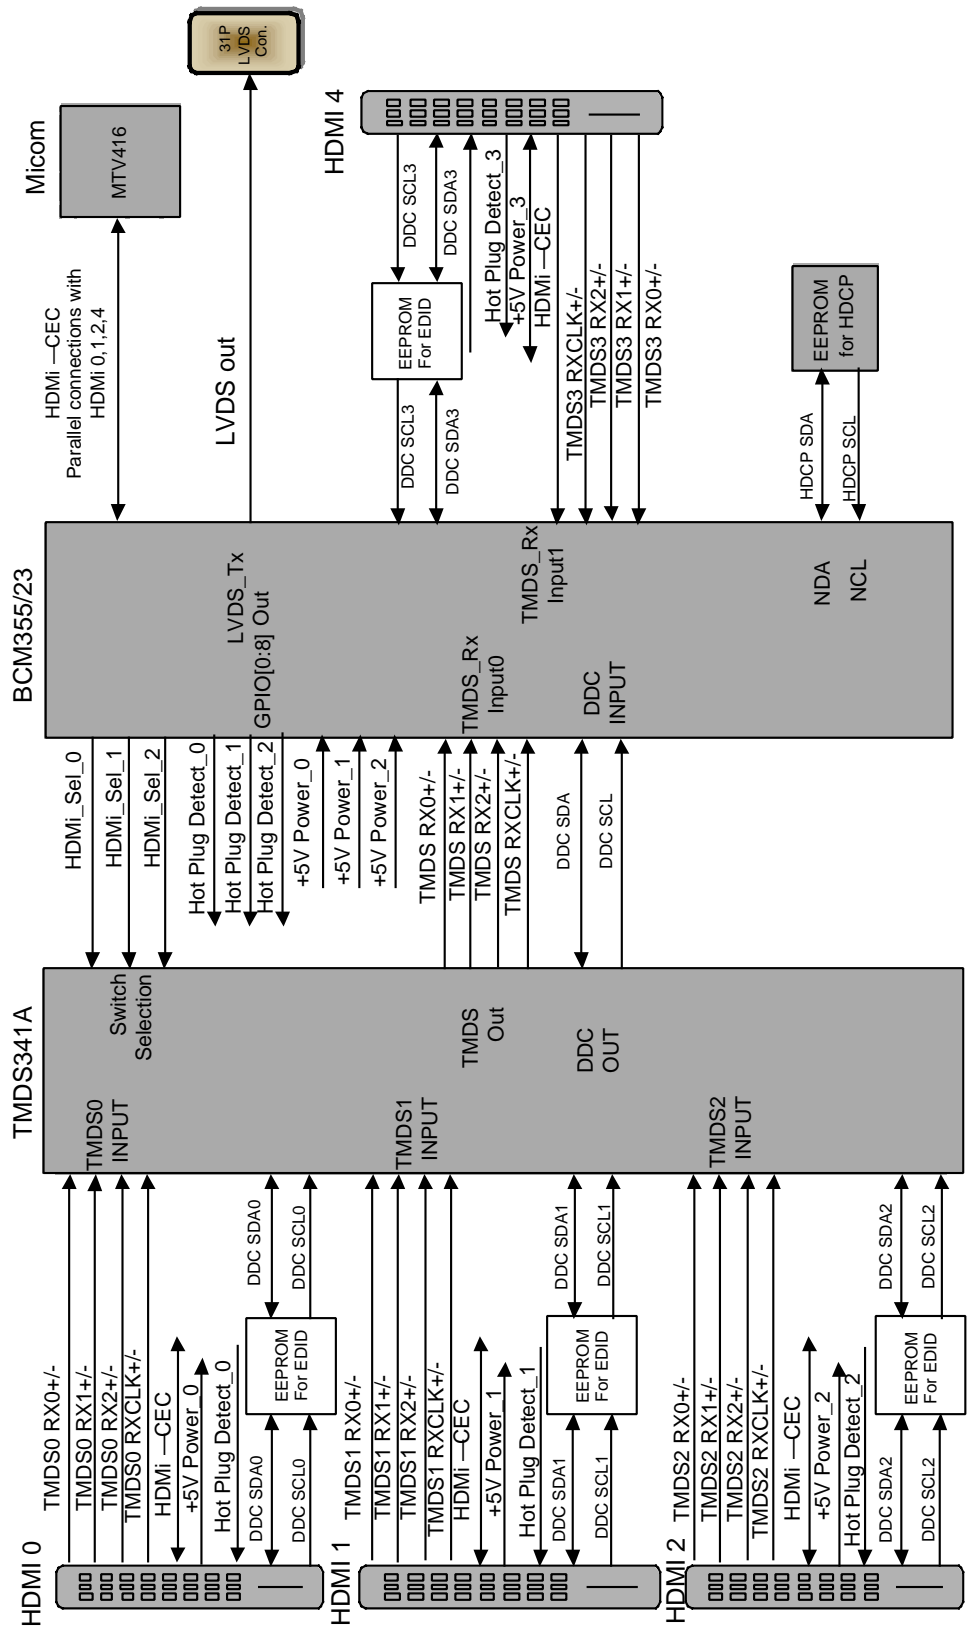 HDMI 0
TMDS0 RX0+/-
TMDS0 RX1+/-
TMDS0 RX2+/-
TMDS0 RXCLK+/-
HDMi —CEC
+5V Power_0
Hot Plug Detect_0
DDC SDA0
DDC SCL0
EEPROM
For EDID
DDC SDA0
DDC SCL0
HDMI 1
TMDS1 RX0+/-
TMDS1 RX1+/-
TMDS1 RX2+/-
TMDS1 RXCLK+/-
HDMi —CEC
+5V Power_1
Hot Plug Detect_1
DDC SDA1
DDC SCL1
EEPROM
For EDID
DDC SDA1
DDC SCL1
HDMI 2
TMDS2 RX0+/-
TMDS2 RX1+/-
TMDS2 RX2+/-
TMDS2 RXCLK+/-
HDMi —CEC
+5V Power_2
Hot Plug Detect_2
DDC SDA2
DDC SCL2
EEPROM
For EDID
DDC SDA2
DDC SCL2
TMDS341A
TMDS0
INPUT
Switch
Selection
TMDS1
INPUT
TMDS
Out
DDC
OUT
TMDS2
INPUT
HDMi_Sel_0
HDMi_Sel_1
HDMi_Sel_2
Hot Plug Detect_0
Hot Plug Detect_1
Hot Plug Detect_2
+5V Power_0
+5V Power_1
+5V Power_2
TMDS RX0+/-
TMDS RX1+/-
TMDS RX2+/-
TMDS RXCLK+/-
DDC SDA
DDC SCL
BCM355/23
LVDS_Tx
GPIO[0:8] Out
TMDS_Rx
Input0
TMDS_Rx
Input1
DDC
INPUT
NDA
NCL
HDMi —CEC
Parallel connections with
HDMi 0,1,2,4
LVDS out
DDC SCL3
DDC SDA3
EEPROM
For EDID
DDC SCL3
DDC SDA3
Hot Plug Detect_3
+5V Power_3
HDMi —CEC
TMDS3 RXCLK+/-
TMDS3 RX2+/-
TMDS3 RX1+/-
TMDS3 RX0+/-
HDCP SDA
HDCP SCL
EEPROM
for HDCP
Micom
MTV416
31P
LVDS
Con.
HDMI 4